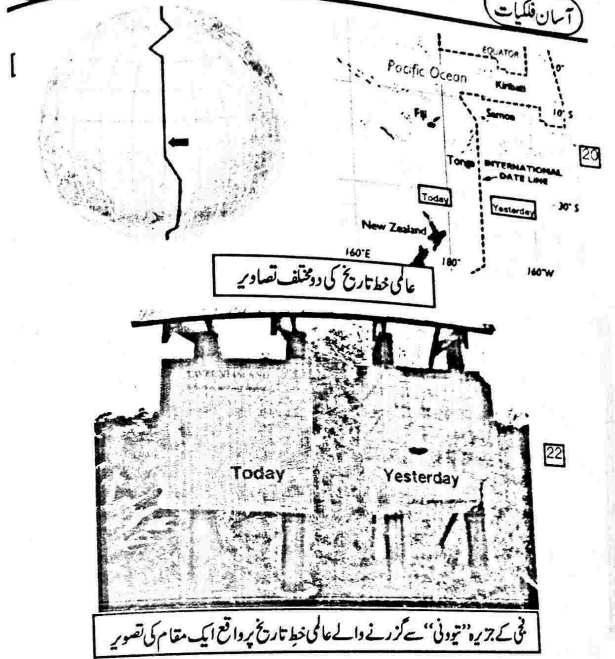 آسان فلکیات
[
EQUATOR
0°
Pacific Ocean
Kiribati
Fiji
Samoa
10° S
20
Tonga
INTERNATIONAL
DATE LINE
Today
Yesterday
30° S
New Zealand
160°E
180°
160°W
عالمی خط تاریخ کی دو مختلف تصاویر
22
Today
Yesterday
فجی کے جزیرہ ”تیوونی“ سے گزرنے والے عالمی خطِ تاریخ پر واقع ایک مقام کی تصویر